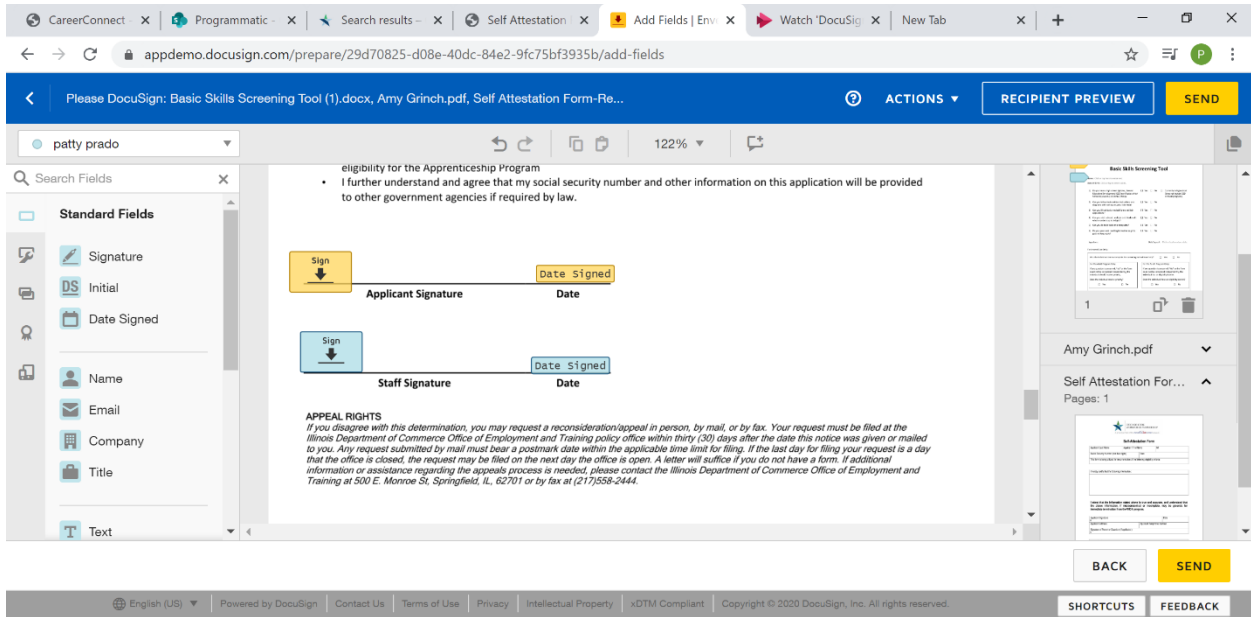 CareerConnect -
Programmatic -
Search results –
Self Attestation
Add Fields | Env
Watch 'DocuSig
New Tab
appdemo.docusign.com/prepare/29d70825-d08e-40dc-84e2-9fc75bf3935b/add-fields
P
Please DocuSign: Basic Skills Screening Tool (1).docx, Amy Grinch.pdf, Self Attestation Form-Re...
ACTIONS
RECIPIENT PREVIEW
SEND
patty prado
122%
Search Fields
Standard Fields
Signature
DS Initial
Date Signed
Name
Email
Company
Title
T Text
eligibility for the Apprenticeship Program
• I further understand and agree that my social security number and other information on this application will be provided
to other government agencies if required by law.
Sign
Date Signed
Applicant Signature Date
Sign
Date Signed
Staff Signature Date
APPEAL RIGHTS
If you disagree with this determination, you may request a reconsideration/appeal in person, by mail, or by fax. Your request must be filed at the
Illinois Department of Commerce Office of Employment and Training policy office within thirty (30) days after the date this notice was given or mailed
to you. Any request submitted by mail must bear a postmark date within the applicable time limit for filing. If the last day for filing your request is a day
that the office is closed, the request may be filed on the next day the office is open. A letter will suffice if you do not have a form. If additional
information or assistance regarding the appeals process is needed, please contact the Illinois Department of Commerce Office of Employment and
Training at 500 E. Monroe St, Springfield, IL, 62701 or by fax at (217)558-2444.
Basic Skills Screening Tool
1
Amy Grinch.pdf
Self Attestation For...
Pages: 1
Self-Attestation Form
BACK
SEND
English (US)
Powered by DocuSign
Contact Us
Terms of Use
Privacy
Intellectual Property
xDTM Compliant
Copyright © 2020 DocuSign, Inc. All rights reserved.
SHORTCUTS
FEEDBACK